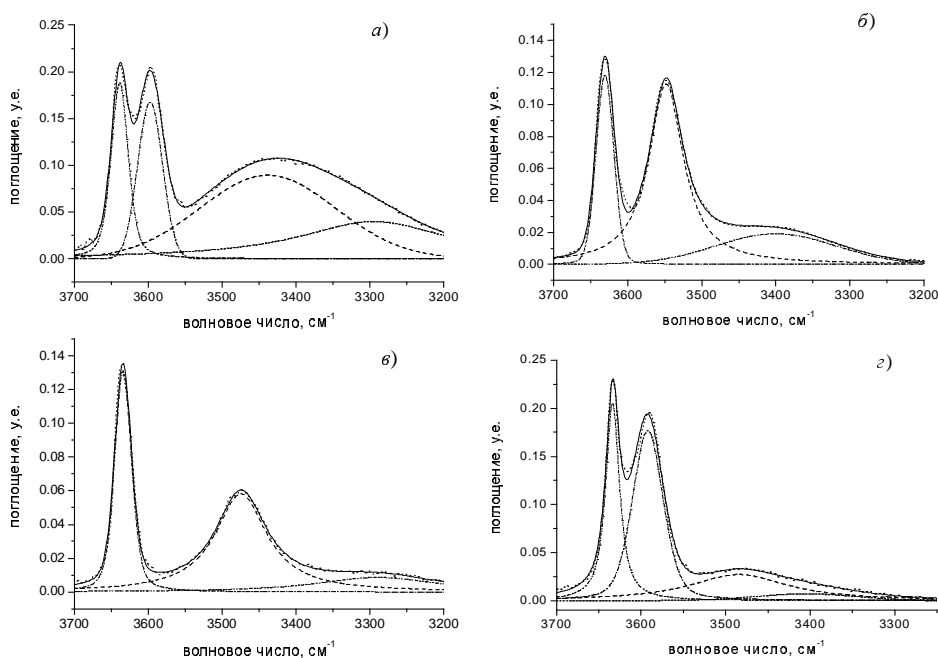 а)
0.25
0.20
0.15
0.10
0.05
0.00
поглощение, у.е.
3700 3600 3500 3400 3300 3200
волновое число, см-1
б)
0.14
0.12
0.10
0.08
0.06
0.04
0.02
0.00
поглощение, у.е.
3700 3600 3500 3400 3300 3200
волновое число, см-1
в)
0.14
0.12
0.10
0.08
0.06
0.04
0.02
0.00
поглощение, у.е.
3700 3600 3500 3400 3300 3200
волновое число, см-1
г)
0.25
0.20
0.15
0.10
0.05
0.00
поглощение, у.е.
3700 3600 3500 3400 3300
волновое число, см-1